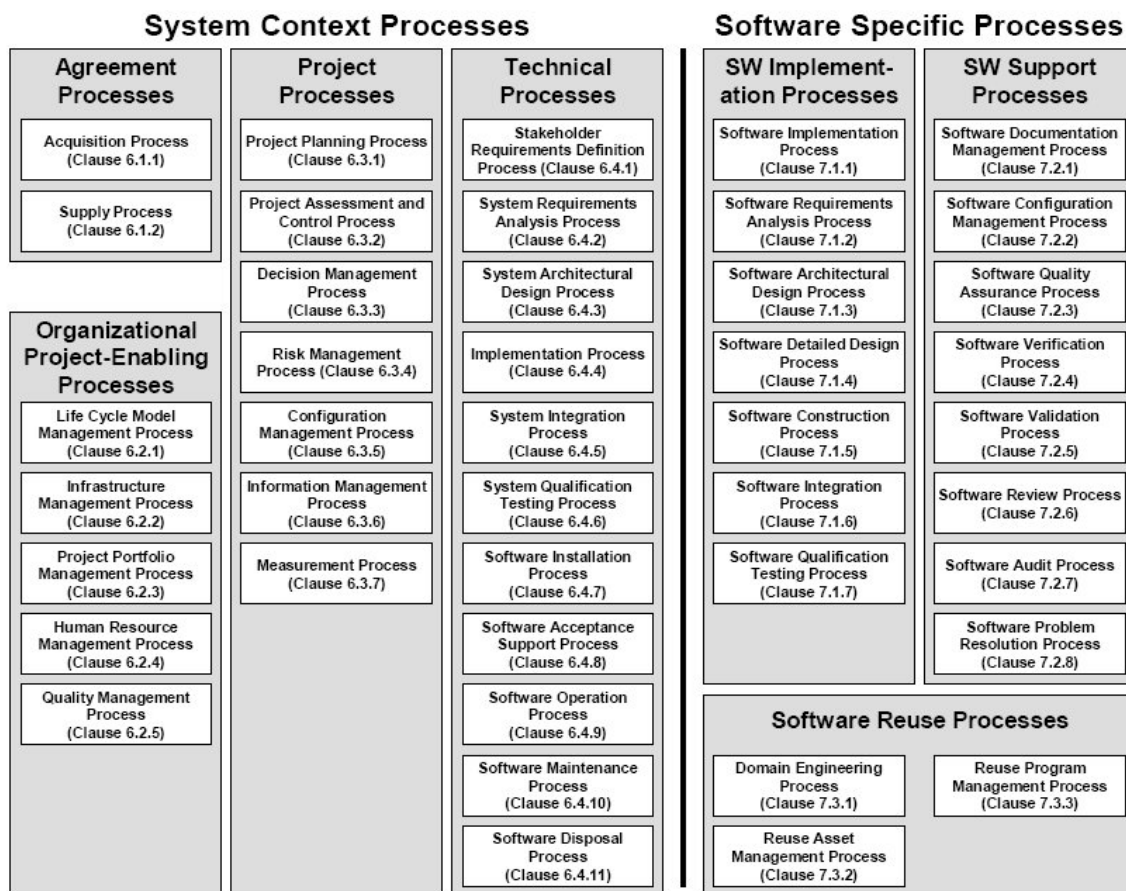 System Context Processes
Agreement
Processes
Acquisition Process
(Clause 6.1.1)
Supply Process
(Clause 6.1.2)
Organizational
Project-Enabling
Processes
Life Cycle Model
Management Process
(Clause 6.2.1)
Infrastructure
Management Process
(Clause 6.2.2)
Project Portfolio
Management Process
(Clause 6.2.3)
Human Resource
Management Process
(Clause 6.2.4)
Quality Management
Process
(Clause 6.2.5)
Project
Processes
Project Planning Process
(Clause 6.3.1)
Project Assessment and
Control Process
(Clause 6.3.2)
Decision Management
Process
(Clause 6.3.3)
Risk Management
Process (Clause 6.3.4)
Configuration
Management Process
(Clause 6.3.5)
Information Management
Process
(Clause 6.3.6)
Measurement Process
(Clause 6.3.7)
Technical
Processes
Stakeholder
Requirements Definition
Process (Clause 6.4.1)
System Requirements
Analysis Process
(Clause 6.4.2)
System Architectural
Design Process
(Clause 6.4.3)
Implementation Process
(Clause 6.4.4)
System Integration
Process
(Clause 6.4.5)
System Qualification
Testing Process
(Clause 6.4.6)
Software Installation
Process
(Clause 6.4.7)
Software Acceptance
Support Process
(Clause 6.4.8)
Software Operation
Process
(Clause 6.4.9)
Software Maintenance
Process
(Clause 6.4.10)
Software Disposal
Process
(Clause 6.4.11)
Software Specific Processes
SW Implement-
ation Processes
Software Implementation
Process
(Clause 7.1.1)
Software Requirements
Analysis Process
(Clause 7.1.2)
Software Architectural
Design Process
(Clause 7.1.3)
Software Detailed Design
Process
(Clause 7.1.4)
Software Construction
Process
(Clause 7.1.5)
Software Integration
Process
(Clause 7.1.6)
Software Qualification
Testing Process
(Clause 7.1.7)
SW Support
Processes
Software Documentation
Management Process
(Clause 7.2.1)
Software Configuration
Management Process
(Clause 7.2.2)
Software Quality
Assurance Process
(Clause 7.2.3)
Software Verification
Process
(Clause 7.2.4)
Software Validation
Process
(Clause 7.2.5)
Software Review Process
(Clause 7.2.6)
Software Audit Process
(Clause 7.2.7)
Software Problem
Resolution Process
(Clause 7.2.8)
Software Reuse Processes
Domain Engineering
Process
(Clause 7.3.1)
Reuse Asset
Management Process
(Clause 7.3.2)
Reuse Program
Management Process
(Clause 7.3.3)